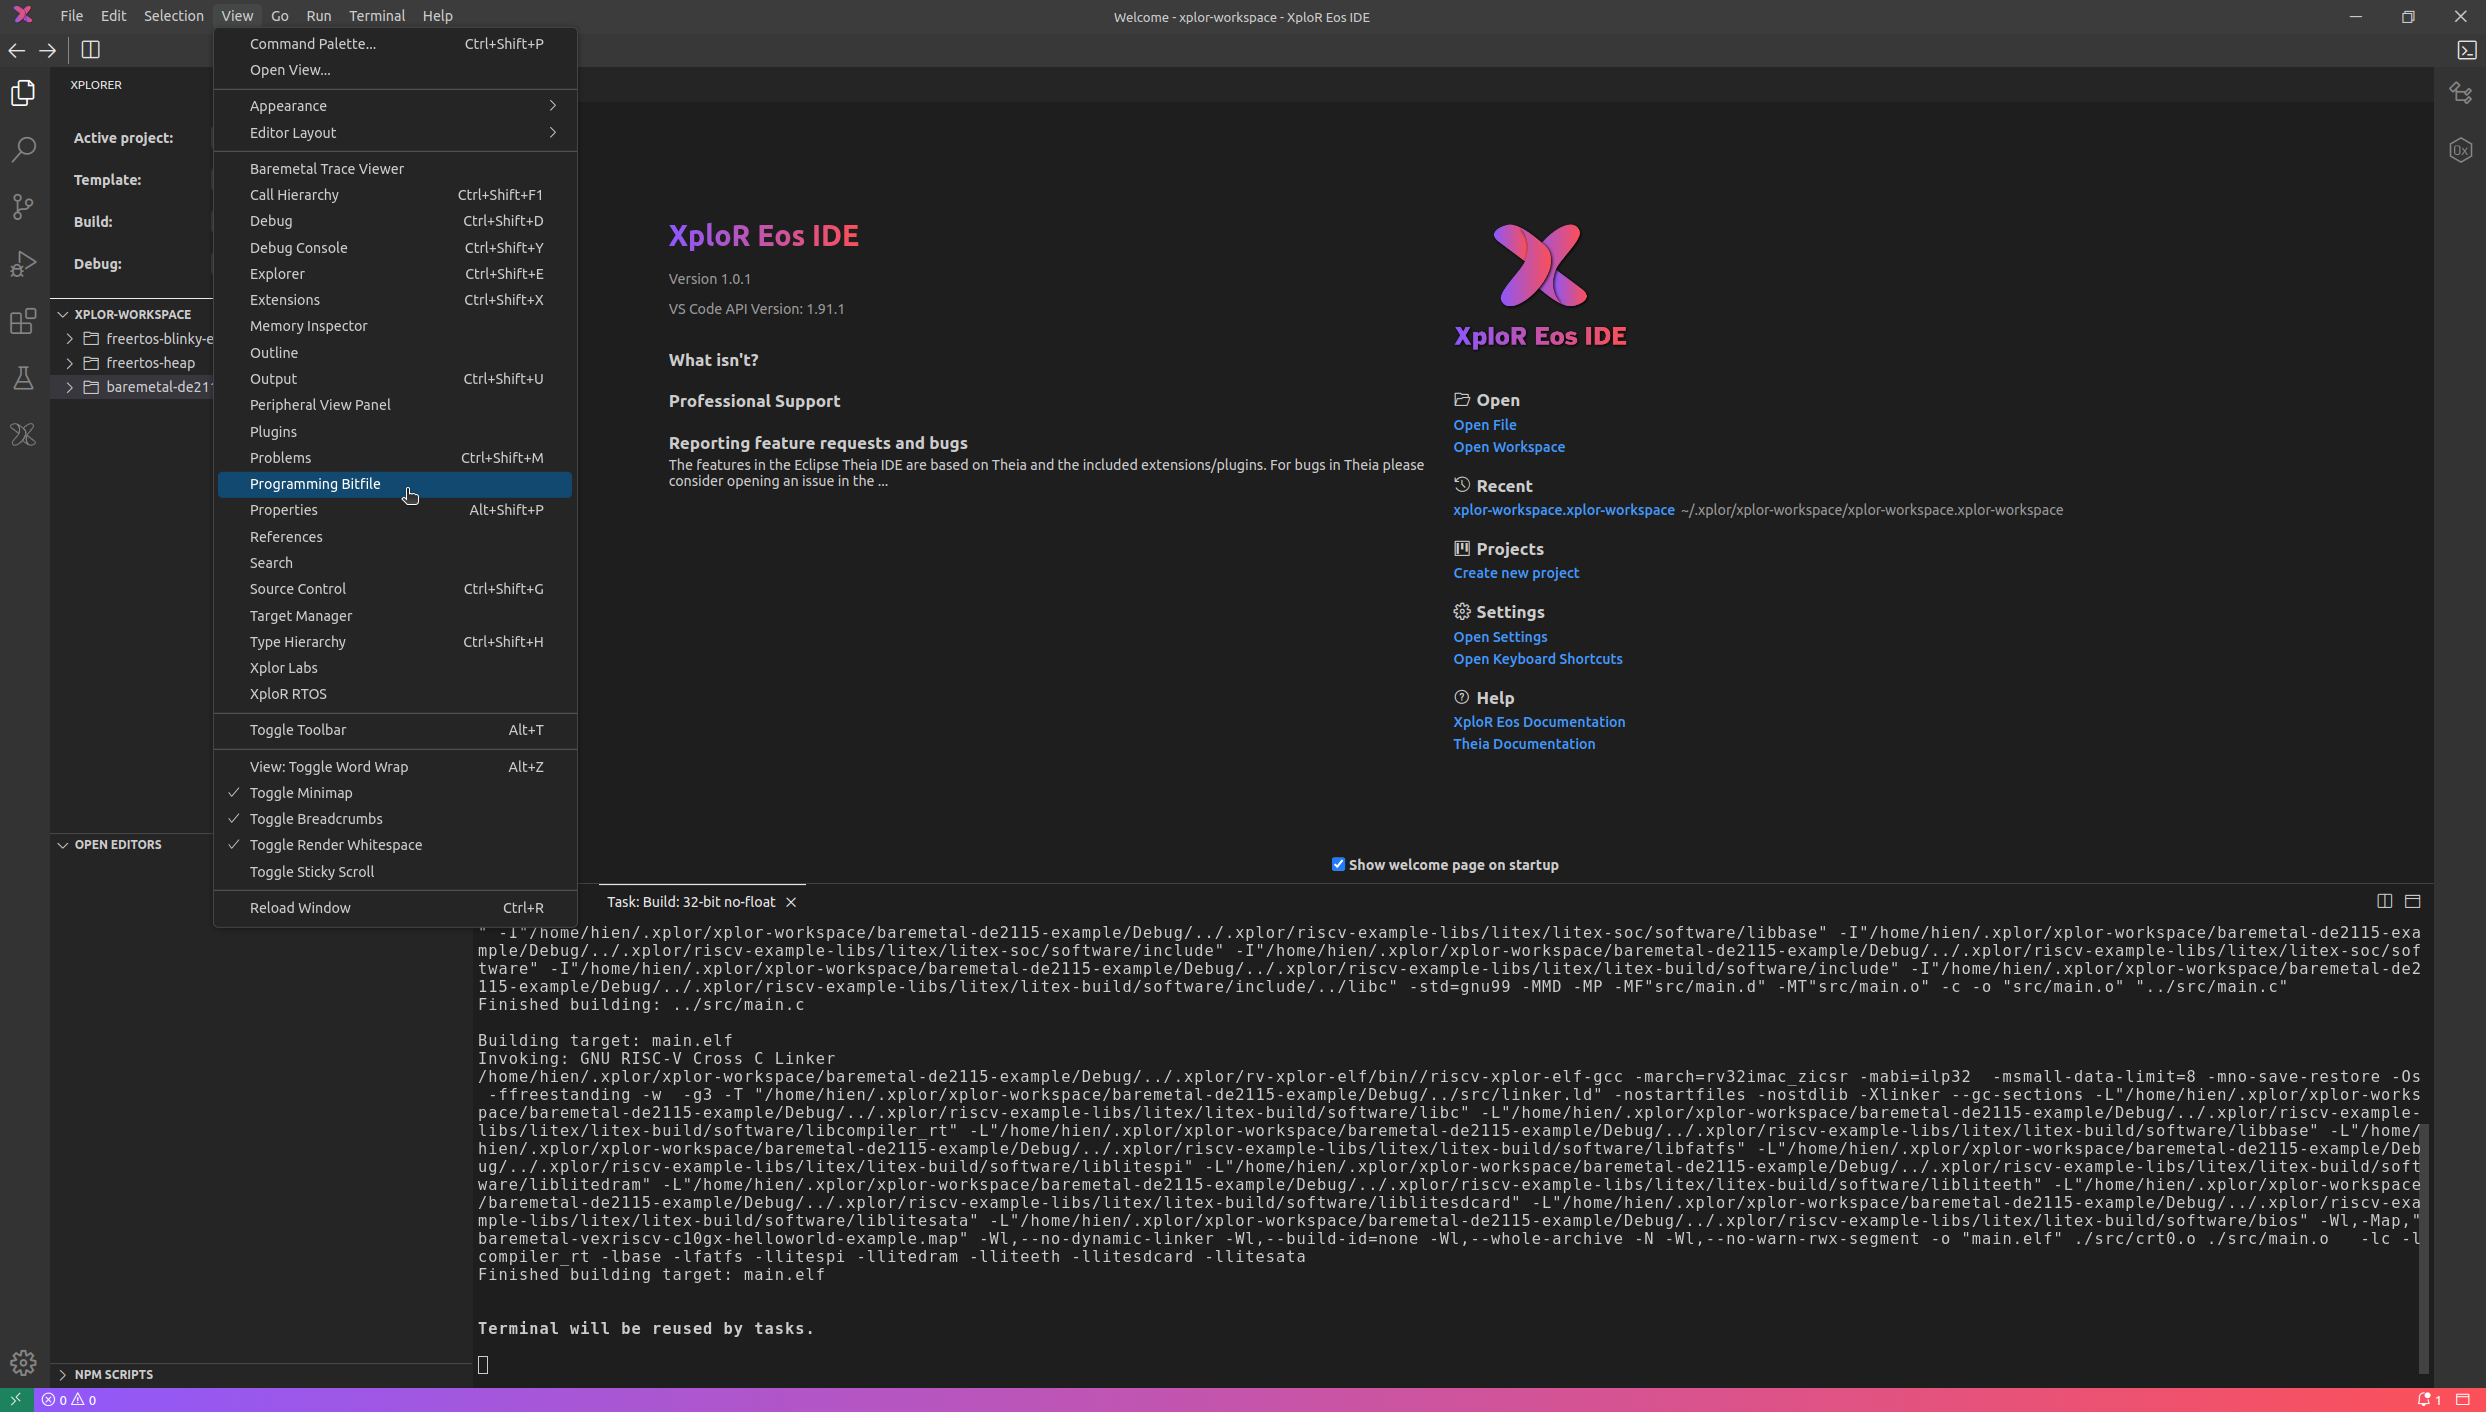 File Edit Selection View Go Run Terminal Help
Welcome - xplor-workspace - XploR Eos IDE
XPLORER
Active project:
Template:
Build:
Debug:
XPLOR-WORKSPACE
freertos-blinky-e
freertos-heap
baremetal-de211
OPEN EDITORS
NPM SCRIPTS
Command Palette... Ctrl+Shift+P
Open View...
Appearance
Editor Layout
Baremetal Trace Viewer
Call Hierarchy Ctrl+Shift+F1
Debug Ctrl+Shift+D
Debug Console Ctrl+Shift+Y
Explorer Ctrl+Shift+E
Extensions Ctrl+Shift+X
Memory Inspector
Outline
Output Ctrl+Shift+U
Peripheral View Panel
Plugins
Problems Ctrl+Shift+M
Programming Bitfile
Properties Alt+Shift+P
References
Search
Source Control Ctrl+Shift+G
Target Manager
Type Hierarchy Ctrl+Shift+H
Xplor Labs
XploR RTOS
Toggle Toolbar Alt+T
View: Toggle Word Wrap Alt+Z
Toggle Minimap
Toggle Breadcrumbs
Toggle Render Whitespace
Toggle Sticky Scroll
Reload Window Ctrl+R
XploR Eos IDE
Version 1.0.1
VS Code API Version: 1.91.1
What isn't?
Professional Support
Reporting feature requests and bugs
The features in the Eclipse Theia IDE are based on Theia and the included extensions/plugins. For bugs in Theia please
consider opening an issue in the ...
XploR Eos IDE
Open
Open File
Open Workspace
Recent
xplor-workspace.xplor-workspace ~/.xplor/xplor-workspace/xplor-workspace.xplor-workspace
Projects
Create new project
Settings
Open Settings
Open Keyboard Shortcuts
Help
XploR Eos Documentation
Theia Documentation
Show welcome page on startup
0x
Task: Build: 32-bit no-float
" -I"/home/hien/.xplor/xplor-workspace/baremetal-de2115-example/Debug/../.xplor/riscv-example-libs/litex/litex-soc/software/libbase" -I"/home/hien/.xplor/xplor-workspace/baremetal-de2115-exa
mple/Debug/../.xplor/riscv-example-libs/litex/litex-soc/software/include" -I"/home/hien/.xplor/xplor-workspace/baremetal-de2115-example/Debug/../.xplor/riscv-example-libs/litex/litex-soc/sof
tware" -I"/home/hien/.xplor/xplor-workspace/baremetal-de2115-example/Debug/../.xplor/riscv-example-libs/litex/litex-build/software/include" -I"/home/hien/.xplor/xplor-workspace/baremetal-de2
115-example/Debug/../.xplor/riscv-example-libs/litex/litex-build/software/include/../libc" -std=gnu99 -MMD -MP -MF"src/main.d" -MT"src/main.o" -c -o "src/main.o" "../src/main.c"
Finished building: ../src/main.c
Building target: main.elf
Invoking: GNU RISC-V Cross C Linker
/home/hien/.xplor/xplor-workspace/baremetal-de2115-example/Debug/../.xplor/rv-xplor-elf/bin//riscv-xplor-elf-gcc -march=rv32imac_zicsr -mabi=ilp32 -msmall-data-limit=8 -mno-save-restore -Os
-ffreestanding -w -g3 -T "/home/hien/.xplor/xplor-workspace/baremetal-de2115-example/Debug/../src/linker.ld" -nostartfiles -nostdlib -Xlinker --gc-sections -L"/home/hien/.xplor/xplor-works
pace/baremetal-de2115-example/Debug/../.xplor/riscv-example-libs/litex/litex-build/software/libc" -L"/home/hien/.xplor/xplor-workspace/baremetal-de2115-example/Debug/../.xplor/riscv-example-
libs/litex/litex-build/software/libcompiler_rt" -L"/home/hien/.xplor/xplor-workspace/baremetal-de2115-example/Debug/../.xplor/riscv-example-libs/litex/litex-build/software/libbase" -L"/home/
hien/.xplor/xplor-workspace/baremetal-de2115-example/Debug/../.xplor/riscv-example-libs/litex/litex-build/software/libfatfs" -L"/home/hien/.xplor/xplor-workspace/baremetal-de2115-example/Deb
ug/../.xplor/riscv-example-libs/litex/litex-build/software/liblitespi" -L"/home/hien/.xplor/xplor-workspace/baremetal-de2115-example/Debug/../.xplor/riscv-example-libs/litex/litex-build/soft
ware/liblitedram" -L"/home/hien/.xplor/xplor-workspace/baremetal-de2115-example/Debug/../.xplor/riscv-example-libs/litex/litex-build/software/libliteeth" -L"/home/hien/.xplor/xplor-workspace
/baremetal-de2115-example/Debug/../.xplor/riscv-example-libs/litex/litex-build/software/liblitesdcard" -L"/home/hien/.xplor/xplor-workspace/baremetal-de2115-example/Debug/../.xplor/riscv-exa
mple-libs/litex/litex-build/software/liblitesata" -L"/home/hien/.xplor/xplor-workspace/baremetal-de2115-example/Debug/../.xplor/riscv-example-libs/litex/litex-build/software/bios" -Wl,-Map,"
baremetal-vexriscv-c10gx-helloworld-example.map" -Wl,--no-dynamic-linker -Wl,--build-id=none -Wl,--whole-archive -N -Wl,--no-warn-rwx-segment -o "main.elf" ./src/crt0.o ./src/main.o -lc -l
compiler_rt -lbase -lfatfs -llitespi -llitedram -lliteeth -llitesdcard -llitesata
Finished building target: main.elf
Terminal will be reused by tasks.
0 0
1